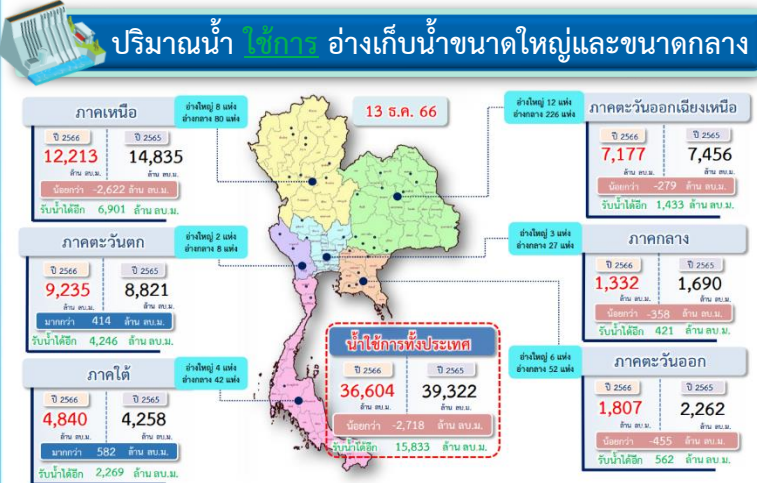 ปริมาณน้ำ ใช้การ อ่างเก็บน้ำขนาดใหญ่และขนาดกลาง
13 ธ.ค. 66
ภาคเหนือ
อ่างใหญ่ 8 แห่ง
อ่างกลาง 80 แห่ง
ปี 2566 ปี 2565
12,213 14,835
ล้าน ลบ.ม. ล้าน ลบ.ม.
น้อยกว่า -2,622 ล้าน ลบ.ม.
รับน้ำได้อีก 6,901 ล้าน ลบ.ม.
อ่างใหญ่ 12 แห่ง
อ่างกลาง 226 แห่ง
ภาคตะวันออกเฉียงเหนือ
ปี 2566 ปี 2565
7,177 7,456
ล้าน ลบ.ม. ล้าน ลบ.ม.
น้อยกว่า -279 ล้าน ลบ.ม.
รับน้ำได้อีก 1,433 ล้าน ลบ.ม.
ภาคตะวันตก
อ่างใหญ่ 2 แห่ง
อ่างกลาง 8 แห่ง
ปี 2566 ปี 2565
9,235 8,821
ล้าน ลบ.ม. ล้าน ลบ.ม.
มากกว่า 414 ล้าน ลบ.ม.
รับน้ำได้อีก 4,246 ล้าน ลบ.ม.
อ่างใหญ่ 3 แห่ง
อ่างกลาง 27 แห่ง
ภาคกลาง
ปี 2566 ปี 2565
1,332 1,690
ล้าน ลบ.ม. ล้าน ลบ.ม.
น้อยกว่า -358 ล้าน ลบ.ม.
รับน้ำได้อีก 421 ล้าน ลบ.ม.
ภาคใต้
อ่างใหญ่ 4 แห่ง
อ่างกลาง 42 แห่ง
ปี 2566 ปี 2565
4,840 4,258
ล้าน ลบ.ม. ล้าน ลบ.ม.
มากกว่า 582 ล้าน ลบ.ม.
รับน้ำได้อีก 2,269 ล้าน ลบ.ม.
น้ำใช้การทั้งประเทศ
ปี 2566 ปี 2565
36,604 39,322
ล้าน ลบ.ม. ล้าน ลบ.ม.
น้อยกว่า -2,718 ล้าน ลบ.ม.
รับน้ำได้อีก 15,833 ล้าน ลบ.ม.
อ่างใหญ่ 6 แห่ง
อ่างกลาง 52 แห่ง
ภาคตะวันออก
ปี 2566 ปี 2565
1,807 2,262
ล้าน ลบ.ม. ล้าน ลบ.ม.
น้อยกว่า -455 ล้าน ลบ.ม.
รับน้ำได้อีก 562 ล้าน ลบ.ม.